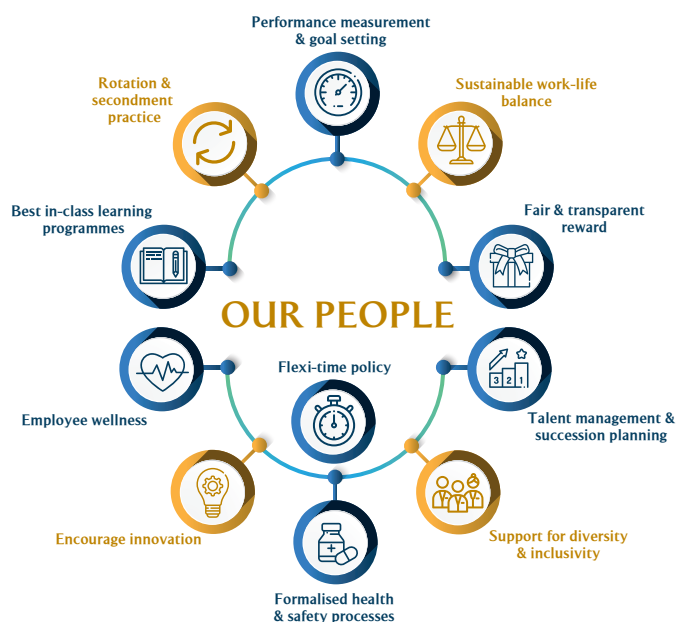 Performance measurement
& goal setting
Rotation &
secondment
practice
Sustainable work-life
balance
Best in-class learning
programmes
Fair & transparent
reward
OUR PEOPLE
Flexi-time policy
3 2 1
Employee wellness
Talent management &
succession planning
Encourage innovation
Support for diversity
& inclusivity
Formalised health
& safety processes